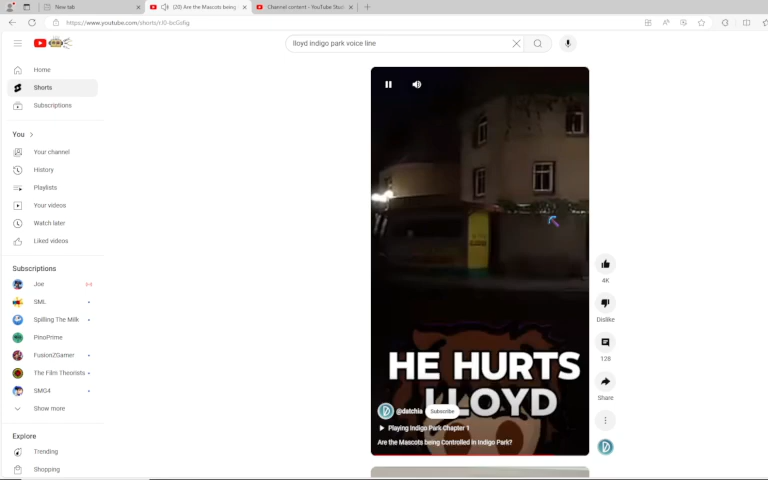 New tab
(20) Are the Mascots being
Channel content - YouTube Stud
https://www.youtube.com/shorts/r
lloyd indigo park voice line
Home
Shorts
Subscriptions
You
Your channel
History
Playlists
Your videos
Watch later
Liked videos
Subscriptions
Joe
SML
Spilling The Milk
PinoPrime
FusionZGamer
The Film Theorists
SMG4
Show more
Explore
Trending
Shopping
HE HURTS
LLOYD
@datchia
Subscribe
Playing Indigo Park Chapter 1
Are the Mascots being Controlled in Indigo Park?
4K
Dislike
128
Share